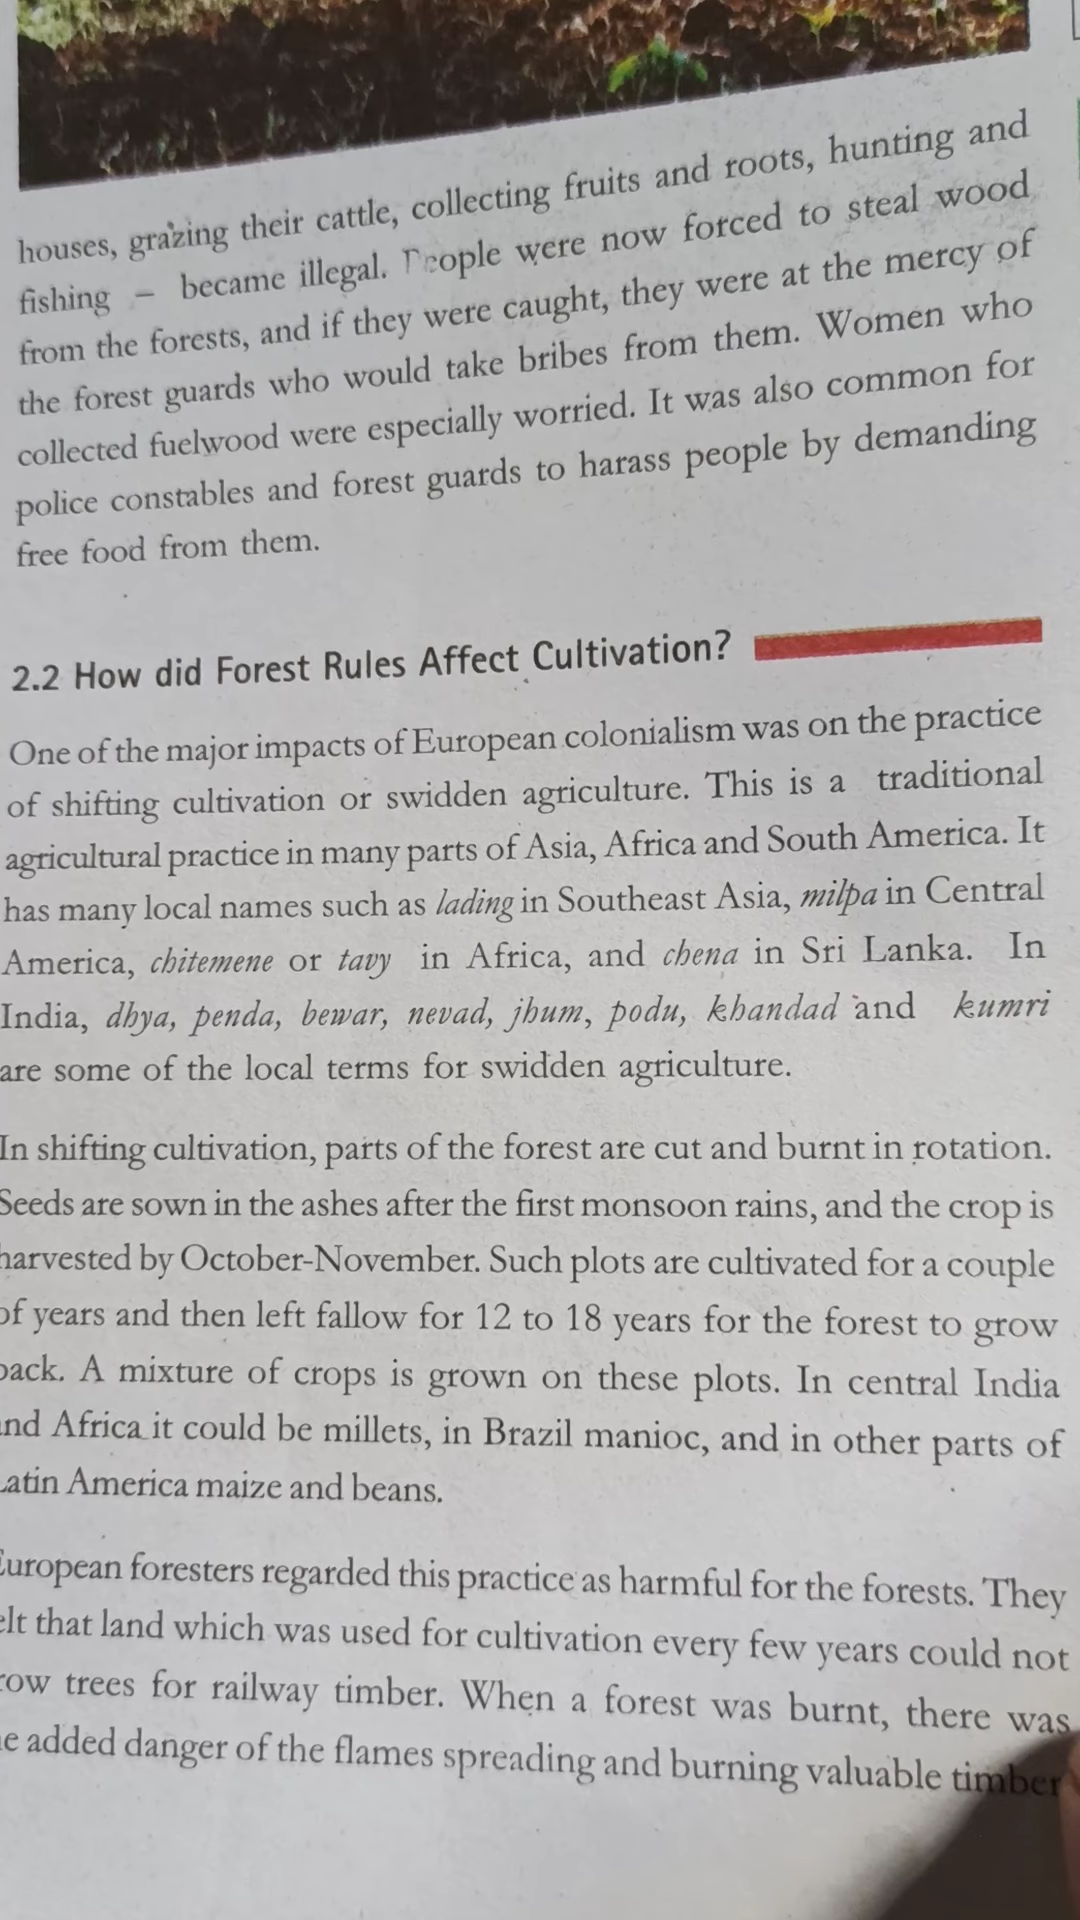 houses, grazing their cattle, collecting fruits and roots, hunting and
fishing – became illegal. People were now forced to steal wood
from the forests, and if they were caught, they were at the mercy of
the forest guards who would take bribes from them. Women who
collected fuelwood were especially worried. It was also common for
police constables and forest guards to harass people by demanding
free food from them.
2.2 How did Forest Rules Affect Cultivation?
One of the major impacts of European colonialism was on the practice
of shifting cultivation or swidden agriculture. This is a traditional
agricultural practice in many parts of Asia, Africa and South America. It
has many local names such as lading in Southeast Asia, milpa in Central
America, chitemene or tavy in Africa, and chena in Sri Lanka. In
India, dhya, penda, bewar, nevad, jhum, podu, khandad and kumri
are some of the local terms for swidden agriculture.
In shifting cultivation, parts of the forest are cut and burnt in rotation.
Seeds are sown in the ashes after the first monsoon rains, and the crop is
harvested by October-November. Such plots are cultivated for a couple
of years and then left fallow for 12 to 18 years for the forest to grow
back. A mixture of crops is grown on these plots. In central India
and Africa it could be millets, in Brazil manioc, and in other parts of
Latin America maize and beans.
European foresters regarded this practice as harmful for the forests. They
elt that land which was used for cultivation every few years could not
row trees for railway timber. When a forest was burnt, there was
e added danger of the flames spreading and burning valuable timber